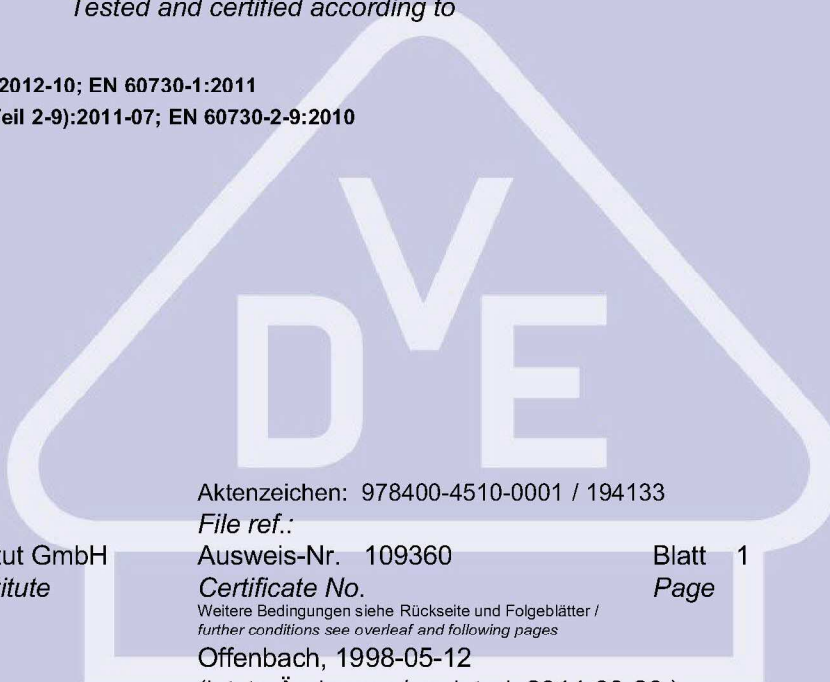 Tested and certified according to
2012-10; EN 60730-1:2011
eil 2-9):2011-07; EN 60730-2-9:2010
VDE
Aktenzeichen: 978400-4510-0001 / 194133
File ref.:
tut GmbH Ausweis-Nr. 109360 Blatt 1
itute Certificate No. Page
Weitere Bedingungen siehe Rückseite und Folgeblätter /
further conditions see overleaf and following pages
Offenbach, 1998-05-12